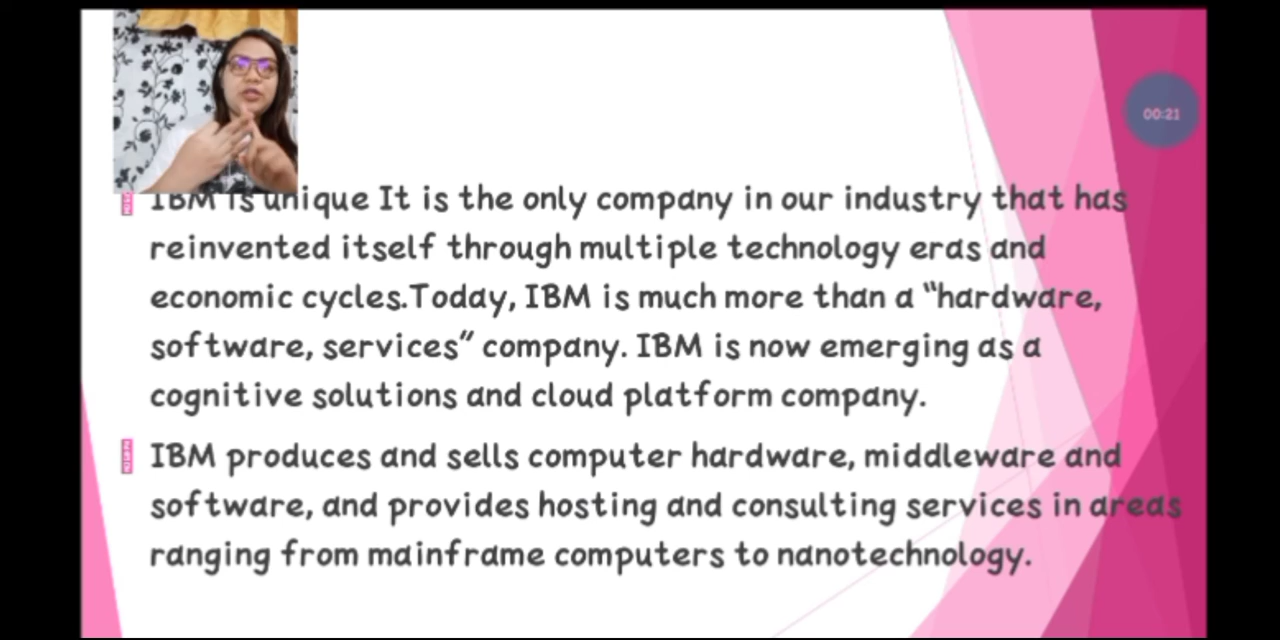 00:21
IBM is unique It is the only company in our industry that has
reinvented itself through multiple technology eras and
economic cycles.Today, IBM is much more than a “hardware,
software, services” company. IBM is now emerging as a
cognitive solutions and cloud platform company.
IBM produces and sells computer hardware, middleware and
software, and provides hosting and consulting services in areas
ranging from mainframe computers to nanotechnology.